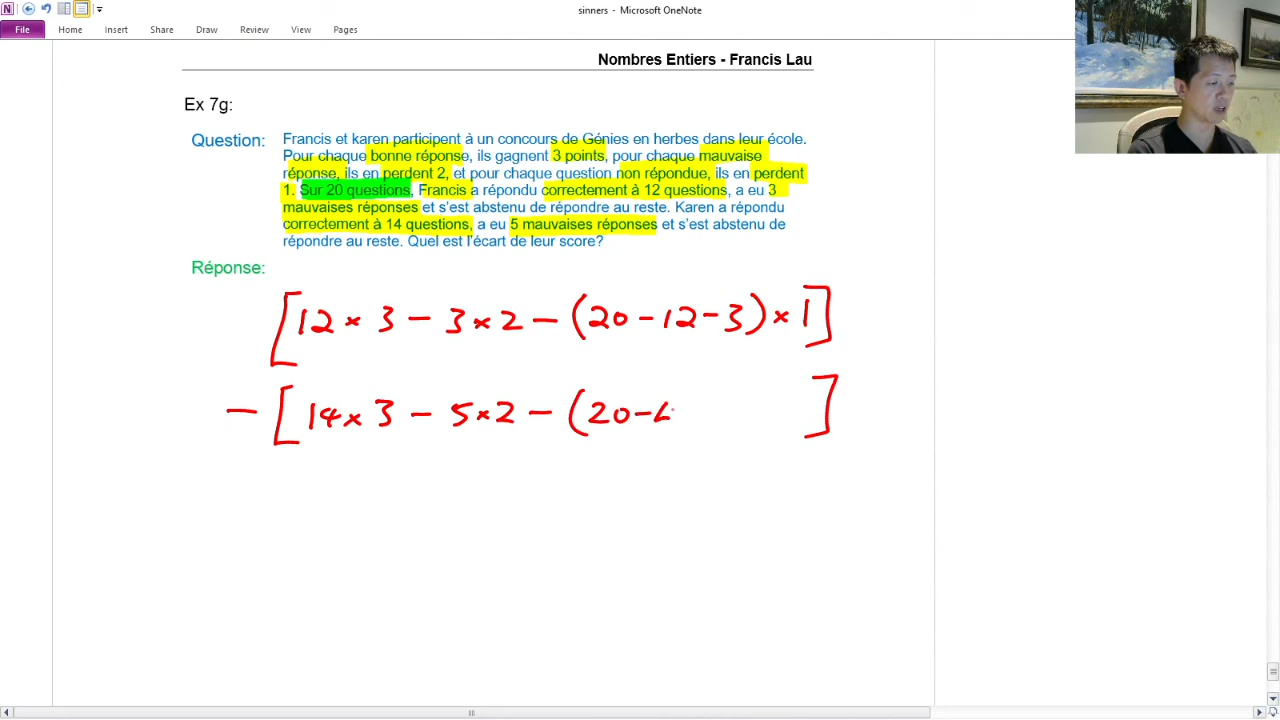 sinners - Microsoft OneNote
File Home Insert Share Draw Review View Pages
Nombres Entiers - Francis Lau
Ex 7g:
Question: Francis et karen participent à un concours de Génies en herbes dans leur école.
Pour chaque bonne réponse, ils gagnent 3 points, pour chaque mauvaise
réponse, ils en perdent 2, et pour chaque question non répondue, ils en perdent
1. Sur 20 questions, Francis a répondu correctement à 12 questions, a eu 3
mauvaises réponses et s'est abstenu de répondre au reste. Karen a répondu
correctement à 14 questions, a eu 5 mauvaises réponses et s'est abstenu de
répondre au reste. Quel est l'écart de leur score?
Réponse:
[12 × 3 - 3 × 2 - (20 - 12 - 3) × 1]
- [14 × 3 - 5 × 2 - (20 - ]